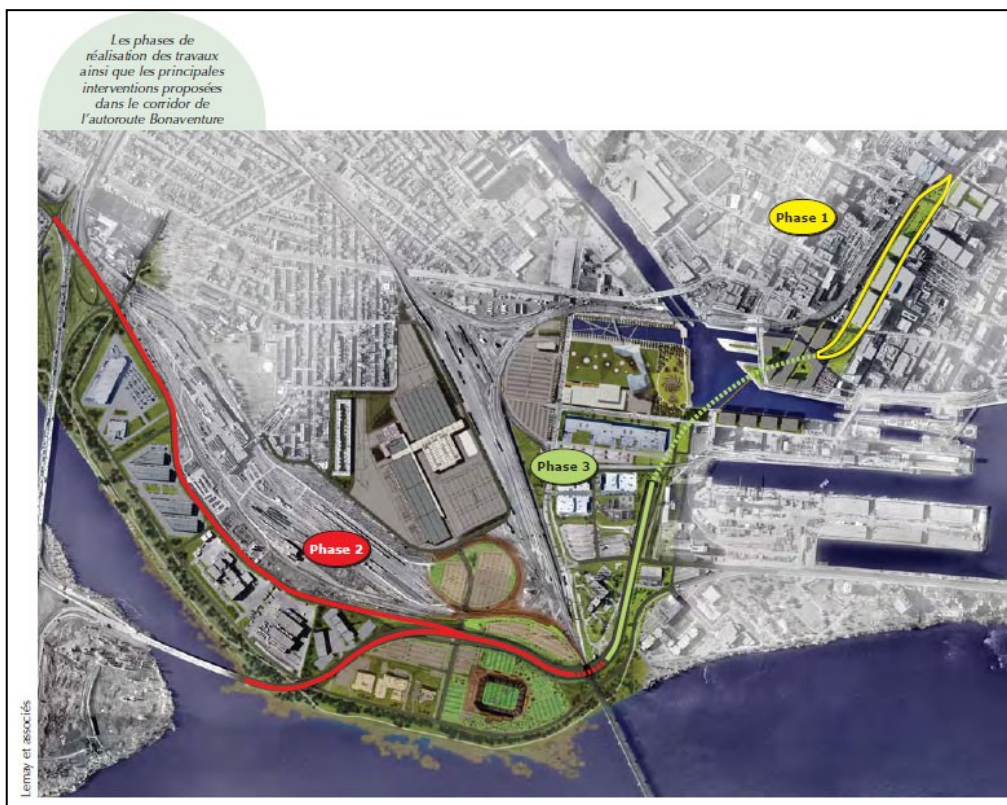 Les phases de
réalisation des travaux
ainsi que les principales
interventions proposées
dans le corridor de
l'autoroute Bonaventure
Phase 1
Phase 3
Phase 2
Lemay et associés